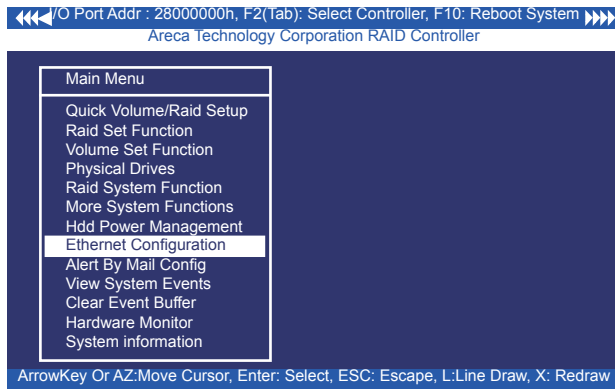 /O Port Addr : 28000000h, F2(Tab): Select Controller, F10: Reboot System
Areca Technology Corporation RAID Controller
Main Menu
Quick Volume/Raid Setup
Raid Set Function
Volume Set Function
Physical Drives
Raid System Function
More System Functions
Hdd Power Management
Ethernet Configuration
Alert By Mail Config
View System Events
Clear Event Buffer
Hardware Monitor
System information
ArrowKey Or AZ:Move Cursor, Enter: Select, ESC: Escape, L:Line Draw, X: Redraw